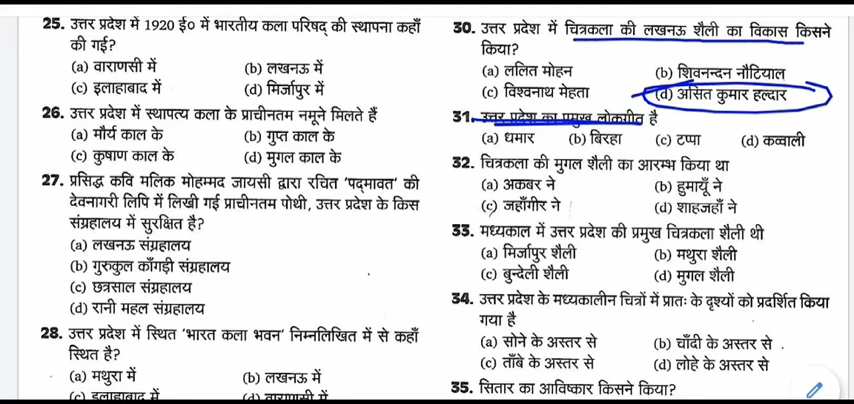 25. उत्तर प्रदेश में 1920 ई० में भारतीय कला परिषद् की स्थापना कहाँ
की गई?
(a) वाराणसी में (b) लखनऊ में
(c) इलाहाबाद में (d) मिर्जापुर में
26. उत्तर प्रदेश में स्थापत्य कला के प्राचीनतम नमूने मिलते हैं
(a) मौर्य काल के (b) गुप्त काल के
(c) कुषाण काल के (d) मुगल काल के
27. प्रसिद्ध कवि मलिक मोहम्मद जायसी द्वारा रचित 'पद्मावत' की
देवनागरी लिपि में लिखी गई प्राचीनतम पोथी, उत्तर प्रदेश के किस
संग्रहालय में सुरक्षित है?
(a) लखनऊ संग्रहालय
(b) गुरुकुल काँगड़ी संग्रहालय
(c) छत्रसाल संग्रहालय
(d) रानी महल संग्रहालय
28. उत्तर प्रदेश में स्थित 'भारत कला भवन' निम्नलिखित में से कहाँ
स्थित है?
(a) मथुरा में (b) लखनऊ में
(c) इलाहाबाद में (d) वाराणसी में
30. उत्तर प्रदेश में चित्रकला की लखनऊ शैली का विकास किसने
किया?
(a) ललित मोहन (b) शिवनन्दन नौटियाल
(c) विश्वनाथ मेहता (d) असित कुमार हल्दार
31. उत्तर प्रदेश का प्रमुख लोकगीत है
(a) धमार (b) बिरहा (c) टप्पा (d) कव्वाली
32. चित्रकला की मुगल शैली का आरम्भ किया था
(a) अकबर ने (b) हुमायूँ ने
(c) जहाँगीर ने (d) शाहजहाँ ने
33. मध्यकाल में उत्तर प्रदेश की प्रमुख चित्रकला शैली थी
(a) मिर्जापुर शैली (b) मथुरा शैली
(c) बुन्देली शैली (d) मुगल शैली
34. उत्तर प्रदेश के मध्यकालीन चित्रों में प्रातः के दृश्यों को प्रदर्शित किया
गया है
(a) सोने के अस्तर से (b) चाँदी के अस्तर से
(c) ताँबे के अस्तर से (d) लोहे के अस्तर से
35. सितार का आविष्कार किसने किया?